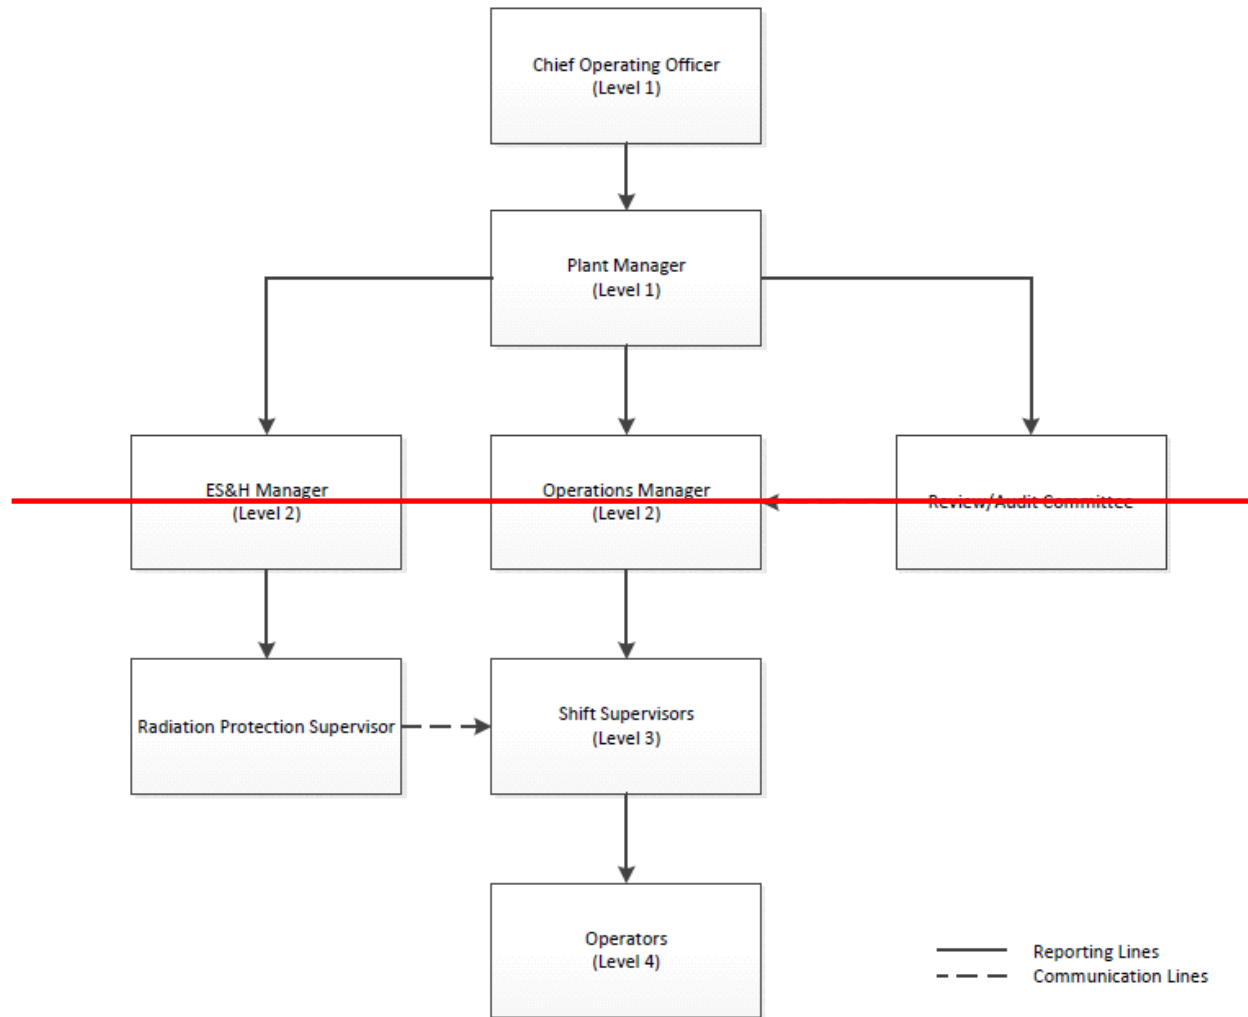 Chief Operating Officer
(Level 1)
Plant Manager
(Level 1)
ES&H Manager
(Level 2)
Operations Manager
(Level 2)
Review/Audit Committee
Radiation Protection Supervisor
Shift Supervisors
(Level 3)
Operators
(Level 4)
Reporting Lines
Communication Lines